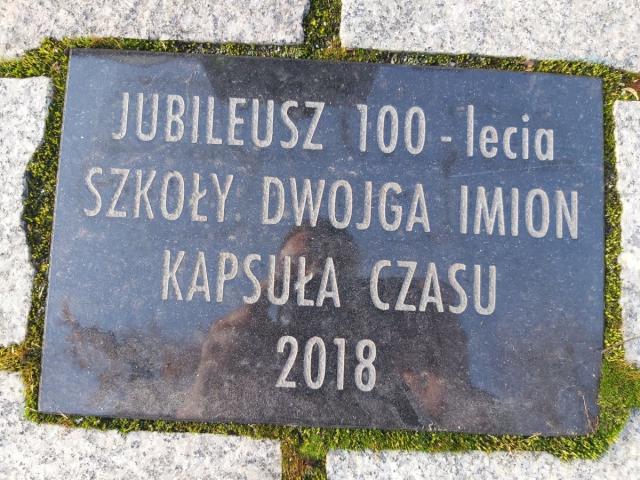 JUBILEUSZ 100-lecia
SZKOŁY DWOJGA IMION
KAPSUŁA CZASU
2018